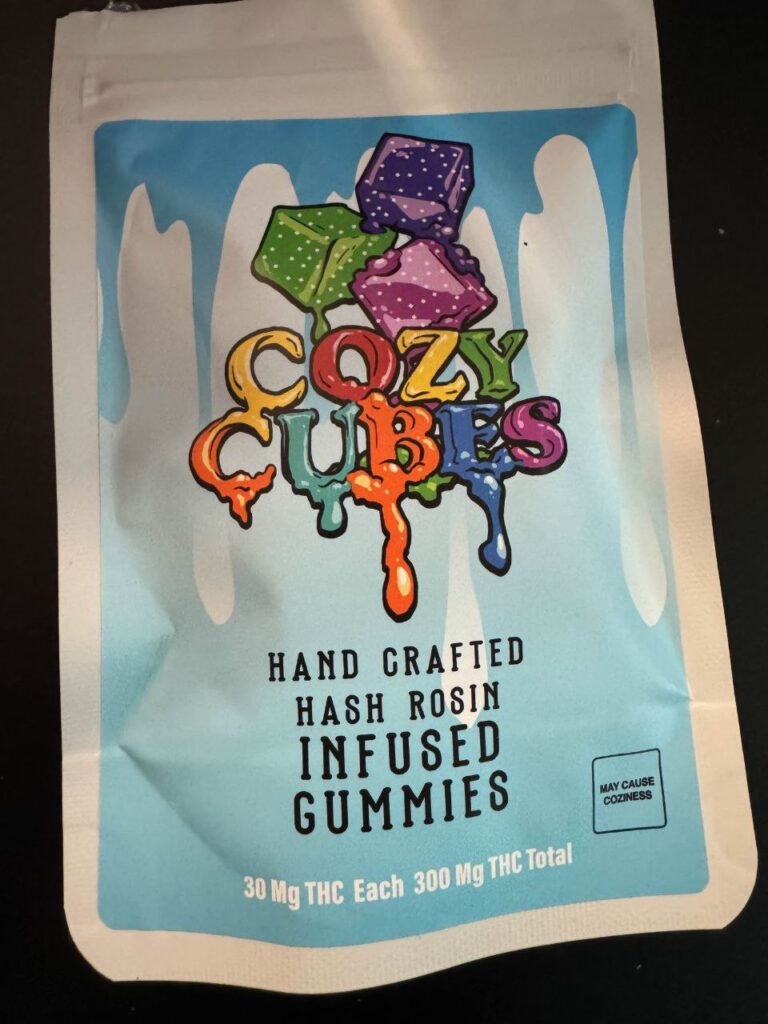 COZY
CUBES
HAND CRAFTED
HASH ROSIN
INFUSED
GUMMIES
MAY CAUSE
COZINESS
30 Mg THC Each 300 Mg THC Total